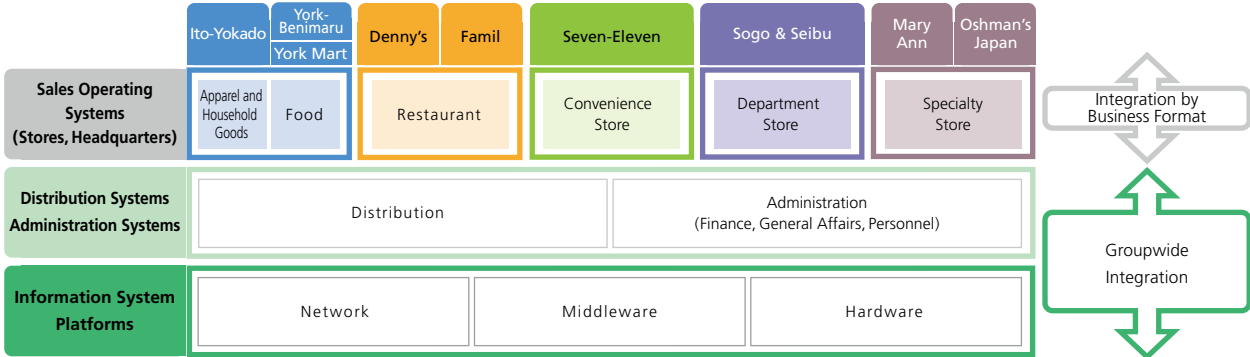 Ito-Yokado
York-
Benimaru
York Mart
Denny's
Famil
Seven-Eleven
Sogo & Seibu
Mary
Ann
Oshman's
Japan
Sales Operating
Systems
(Stores, Headquarters)
Apparel and
Household
Goods
Food
Restaurant
Convenience
Store
Department
Store
Specialty
Store
Integration by
Business Format
Distribution Systems
Administration Systems
Distribution
Administration
(Finance, General Affairs, Personnel)
Groupwide
Integration
Information System
Platforms
Network
Middleware
Hardware